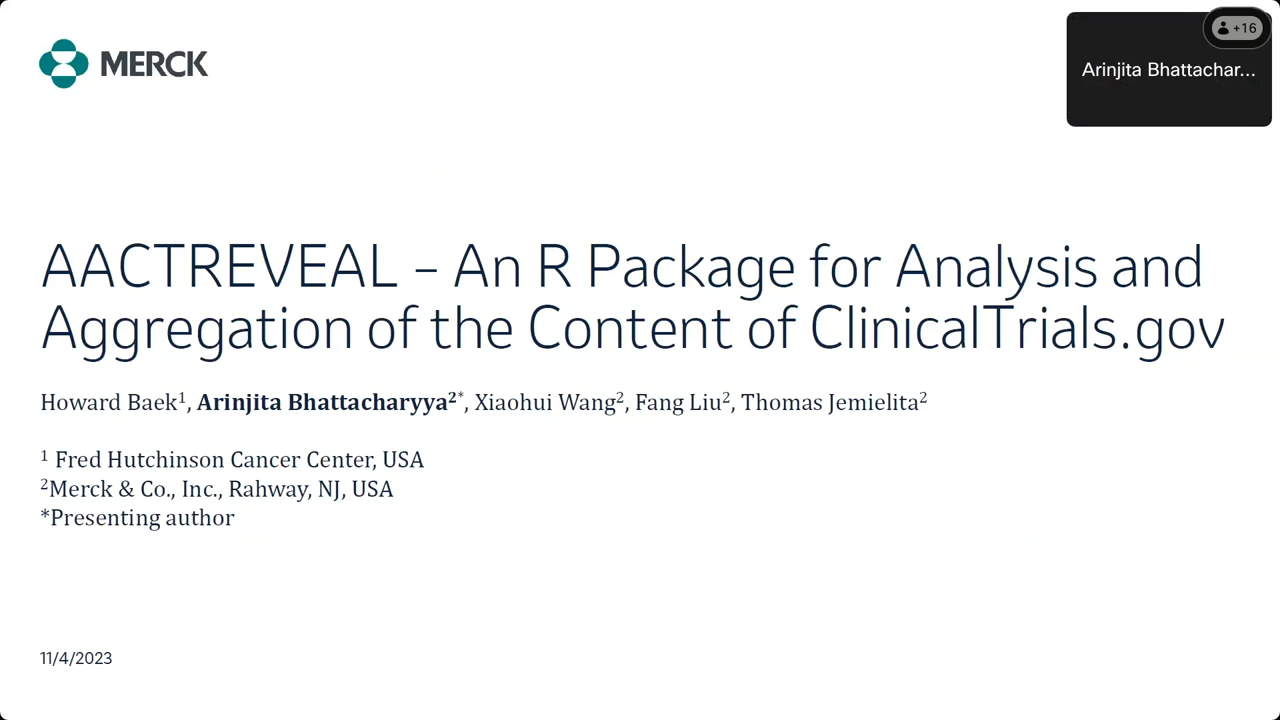 MERCK
+16
Arinjita Bhattachar...
AACTREVEAL – An R Package for Analysis and
Aggregation of the Content of ClinicalTrials.gov
Howard Baek¹, Arinjita Bhattacharyya²*, Xiaohui Wang², Fang Liu², Thomas Jemielita²
¹ Fred Hutchinson Cancer Center, USA
²Merck & Co., Inc., Rahway, NJ, USA
*Presenting author
11/4/2023